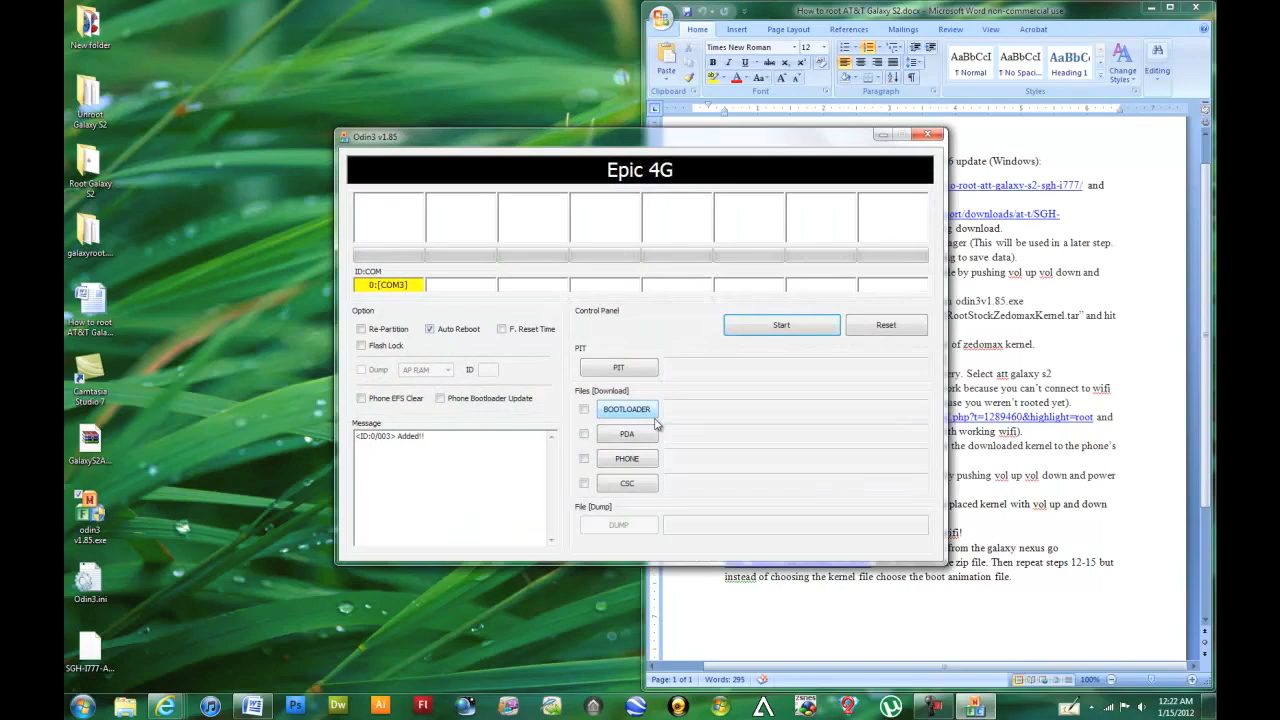 New folder
Unroot
Galaxy S2
Root Galaxy
S2
galaxyroot....
How to root
AT&T Galax...
Camtasia
Studio 7
GalaxyS2A...
odin3
v1.85.exe
Odin3.ini
SGH-I777-A...
How to root AT&T Galaxy S2.docx - Microsoft Word non-commercial use
Home Insert Page Layout References Mailings Review View Acrobat
Times New Roman 12
AaBbCcI AaBbCcI AaBbC
Paste
¶ Normal ¶ No Spaci... Heading 1
Change
Styles
Editing
Clipboard Font Paragraph Styles
update (Windows):
o-root-att-galaxy-s2-sgh-i777/ and
ort/downloads/at-t/SGH-
g download.
nger (This will be used in a later step.
g to save data).
le by pushing vol up vol down and
n odin3v1.85.exe
RootStockZedomaxKernel.tar" and hit
of zedomax kernel.
ery. Select att galaxy s2
rk because you can't connect to wifi
use you weren't rooted yet).
.php?t=1289460&highlight=root and
th working wifi).
the downloaded kernel to the phone's
y pushing vol up vol down and power
placed kernel with vol up and down
ifi!
from the galaxy nexus go
e zip file. Then repeat steps 12-15 but
instead of choosing the kernel file choose the boot animation file.
Page: 1 of 1 Words: 295 100%
Odin3 v1.85
Epic 4G
ID:COM
0:[COM3]
Option
Re-Partition Auto Reboot F. Reset Time
Flash Lock
Dump AP RAM ID
Phone EFS Clear Phone Bootloader Update
Message
<ID:0/003> Added!!
Control Panel
Start Reset
PIT
PIT
Files [Download]
BOOTLOADER
PDA
PHONE
CSC
File [Dump]
DUMP
Ps Dw Ai Fl
12:22 AM
1/15/2012